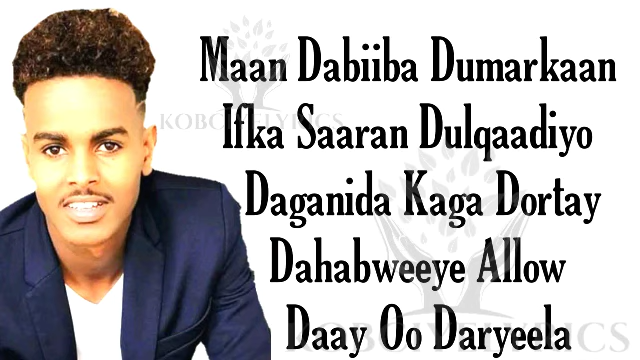 Maan Dabiiba Dumarkaan
Ifka Saaran Dulqaadiyo
Daganida Kaga Dortay
Dahabweeye Allow
Daay Oo Daryeela